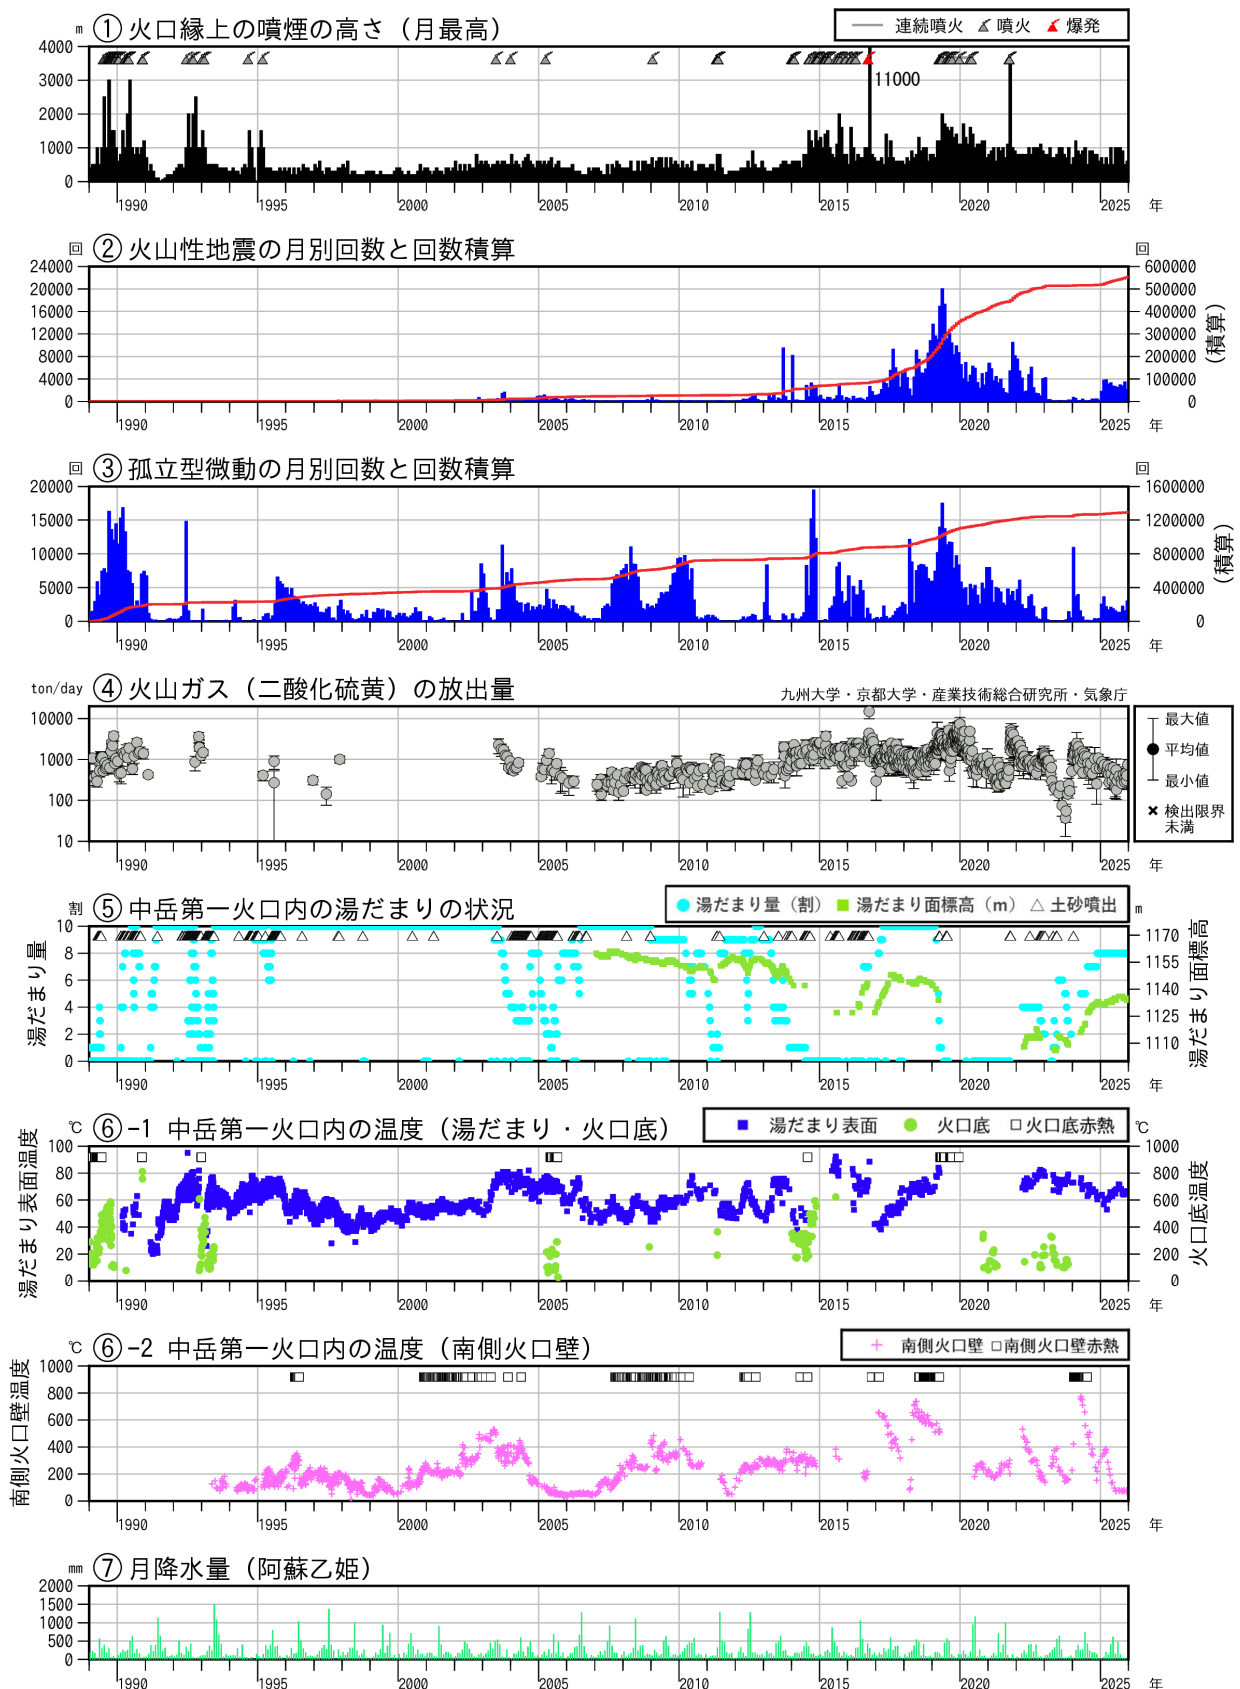 ① 火口縁上の噴煙の高さ（月最高）
連続噴火 噴火 爆発
m
4000
3000
2000
1000
0
11000
1990 1995 2000 2005 2010 2015 2020 2025 年
② 火山性地震の月別回数と回数積算
回 回
24000 600000
20000 500000
16000 400000
12000 300000
8000 200000
4000 100000
0 0
(積算)
1990 1995 2000 2005 2010 2015 2020 2025 年
③ 孤立型微動の月別回数と回数積算
回 回
20000 1600000
15000 1200000
10000 800000
5000 400000
0 0
(積算)
1990 1995 2000 2005 2010 2015 2020 2025 年
ton/day ④ 火山ガス（二酸化硫黄）の放出量
九州大学・京都大学・産業技術総合研究所・気象庁
10000
1000
100
10
最大値
平均値
最小値
検出限界
未満
1990 1995 2000 2005 2010 2015 2020 2025 年
⑤ 中岳第一火口内の湯だまりの状況
湯だまり量（割） 湯だまり面標高（m） 土砂噴出
割 m
湯だまり量
10
8
6
4
2
0
1170
1155
1140
1125
1110
湯だまり面標高
1990 1995 2000 2005 2010 2015 2020 2025 年
⑥-1 中岳第一火口内の温度（湯だまり・火口底）
湯だまり表面 火口底 火口底赤熱
℃ ℃
湯だまり表面温度
100 1000
80 800
60 600
40 400
20 200
0 0
火口底温度
1990 1995 2000 2005 2010 2015 2020 2025 年
⑥-2 中岳第一火口内の温度（南側火口壁）
南側火口壁 南側火口壁赤熱
℃
南側火口壁温度
1000
800
600
400
200
0
1990 1995 2000 2005 2010 2015 2020 2025 年
mm ⑦ 月降水量（阿蘇乙姫）
2000
1500
1000
500
0
1990 1995 2000 2005 2010 2015 2020 2025 年